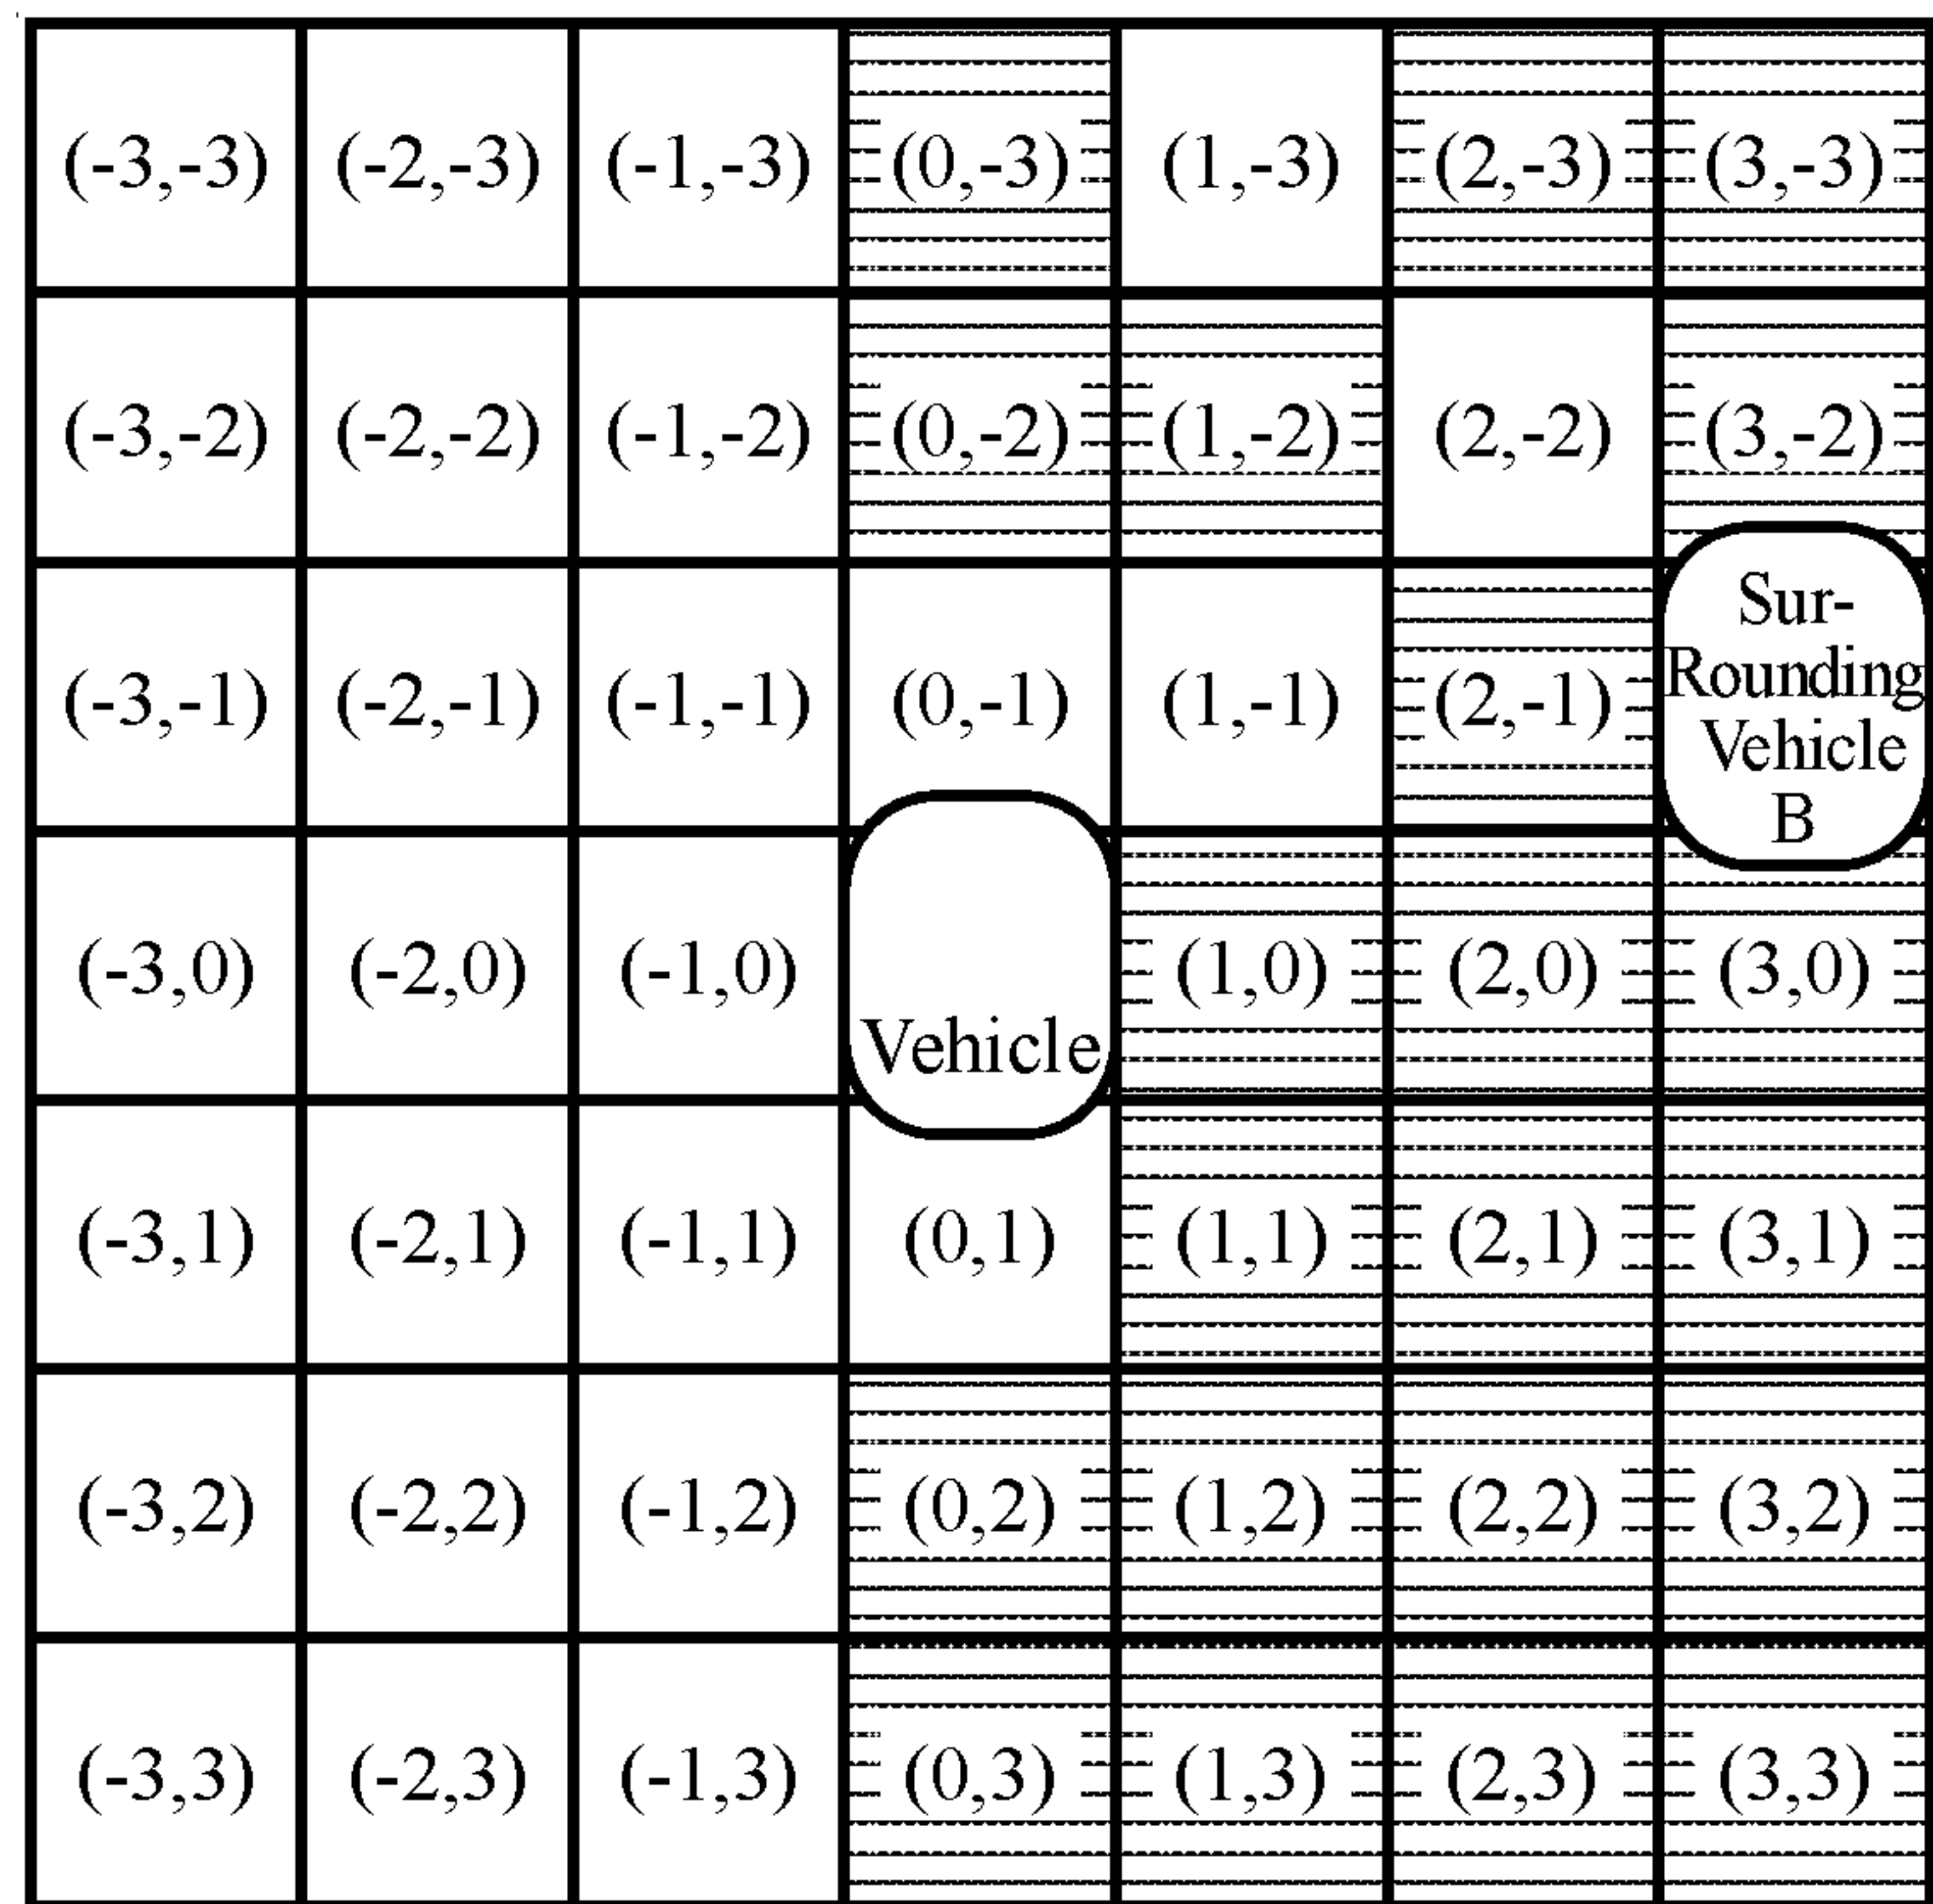 (-3,-3) (-2,-3) (-1,-3) (0,-3) (1,-3) (2,-3) (3,-3)
(-3,-2) (-2,-2) (-1,-2) (0,-2) (1,-2) (2,-2) (3,-2)
(-3,-1) (-2,-1) (-1,-1) (0,-1) (1,-1) (2,-1)
Sur-
Rounding
Vehicle
B
(-3,0) (-2,0) (-1,0) Vehicle (1,0) (2,0) (3,0)
(-3,1) (-2,1) (-1,1) (0,1) (1,1) (2,1) (3,1)
(-3,2) (-2,2) (-1,2) (0,2) (1,2) (2,2) (3,2)
(-3,3) (-2,3) (-1,3) (0,3) (1,3) (2,3) (3,3)